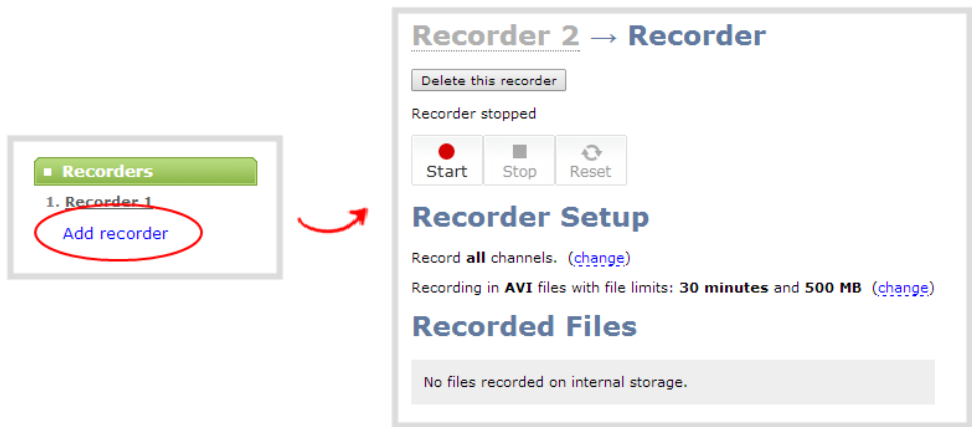 Recorders
1. Recorder 1
Add recorder
Recorder 2 → Recorder
Delete this recorder
Recorder stopped
Start Stop Reset
Recorder Setup
Record all channels. (change)
Recording in AVI files with file limits: 30 minutes and 500 MB (change)
Recorded Files
No files recorded on internal storage.